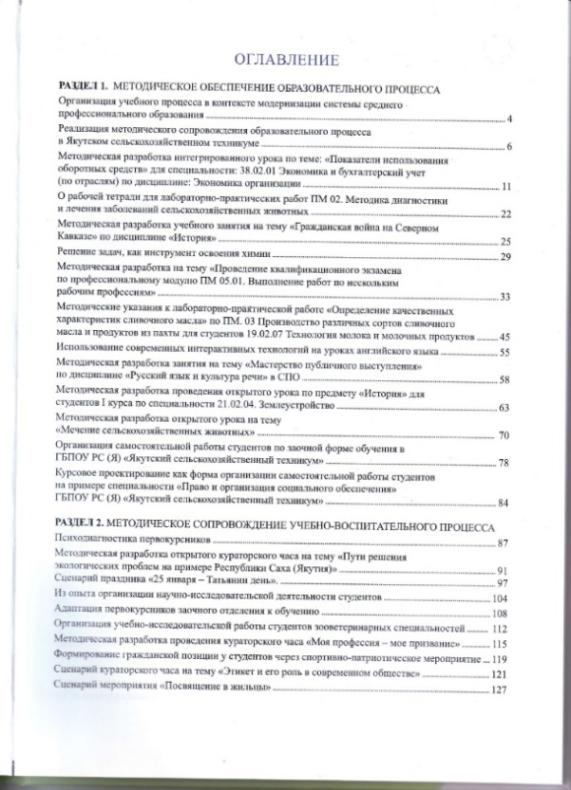 ОГЛАВЛЕНИЕ
РАЗДЕЛ 1. МЕТОДИЧЕСКОЕ ОБЕСПЕЧЕНИЕ ОБРАЗОВАТЕЛЬНОГО ПРОЦЕССА
Организация учебного процесса в контексте модернизации системы среднего
профессионального образования 4
Реализация методического сопровождения образовательного процесса
в Якутском сельскохозяйственном техникуме 6
Методическая разработка интегрированного урока по теме: «Показатели использования
оборотных средств» для специальности: 38.02.01 Экономика и бухгалтерский учет
(по отраслям) по дисциплине: Экономика организации 11
О рабочей тетради для лабораторно-практических работ ПМ 02. Методика диагностики
и лечения заболеваний сельскохозяйственных животных 22
Методическая разработка учебного занятия на тему «Гражданская война на Северном
Кавказе» по дисциплине «История» 25
Решение задач, как инструмент освоения химии 29
Методическая разработка на тему «Проведение квалификационного экзамена
по профессиональному модулю ПМ 05.01. Выполнение работ по нескольким
рабочим профессиям» 33
Методические указания к лабораторно-практической работе «Определение качественных
характеристик сливочного масла» по ПМ. 03 Производство различных сортов сливочного
масла и продуктов из пахты для студентов 19.02.07 Технология молока и молочных продуктов 45
Использование современных интерактивных технологий на уроках английского языка 55
Методическая разработка занятия на тему «Мастерство публичного выступления»
по дисциплине «Русский язык и культура речи» в СПО 58
Методическая разработка проведения открытого урока по предмету «История» для
студентов I курса по специальности 21.02.04. Землеустройство 63
Методическая разработка открытого урока на тему
«Мечение сельскохозяйственных животных» 70
Организация самостоятельной работы студентов по заочной форме обучения в
ГБПОУ РС (Я) «Якутский сельскохозяйственный техникум» 78
Курсовое проектирование как форма организации самостоятельной работы студентов
на примере специальности «Право и организация социального обеспечения»
ГБПОУ РС (Я) «Якутский сельскохозяйственный техникум» 84
РАЗДЕЛ 2. МЕТОДИЧЕСКОЕ СОПРОВОЖДЕНИЕ УЧЕБНО-ВОСПИТАТЕЛЬНОГО ПРОЦЕССА
Психодиагностика первокурсников 87
Методическая разработка открытого кураторского часа на тему «Пути решения
экологических проблем на примере Республики Саха (Якутия)» 91
Сценарий праздника «25 января – Татьянин день». 97
Из опыта организации научно-исследовательской деятельности студентов 104
Адаптация первокурсников заочного отделения к обучению 108
Организация учебно-исследовательской работы студентов зооветеринарных специальностей 112
Методическая разработка проведения кураторского часа «Моя профессия – мое призвание» 115
Формирование гражданской позиции у студентов через спортивно-патриотическое мероприятие 119
Сценарий кураторского часа на тему «Этикет и его роль в современном обществе» 121
Сценарий мероприятия «Посвящение в жильцы» 127